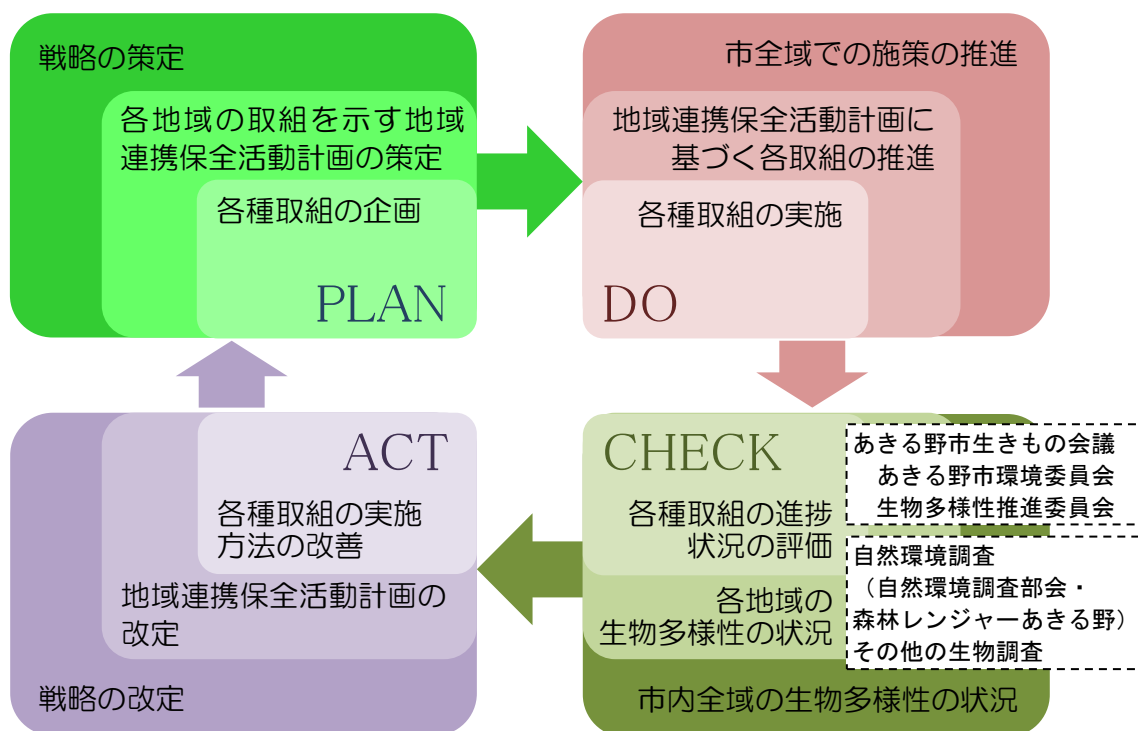 戦略の策定
各地域の取組を示す地域
連携保全活動計画の策定
各種取組の企画
PLAN
市全域での施策の推進
地域連携保全活動計画に
基づく各取組の推進
各種取組の実施
DO
ACT
各種取組の実施
方法の改善
地域連携保全活動計画の
改定
戦略の改定
CHECK
各種取組の進捗
状況の評価
各地域の
生物多様性の状況
市内全域の生物多様性の状況
あきる野市生きもの会議
あきる野市環境委員会
生物多様性推進委員会
自然環境調査
（自然環境調査部会・
森林レンジャーあきる野）
その他の生物調査